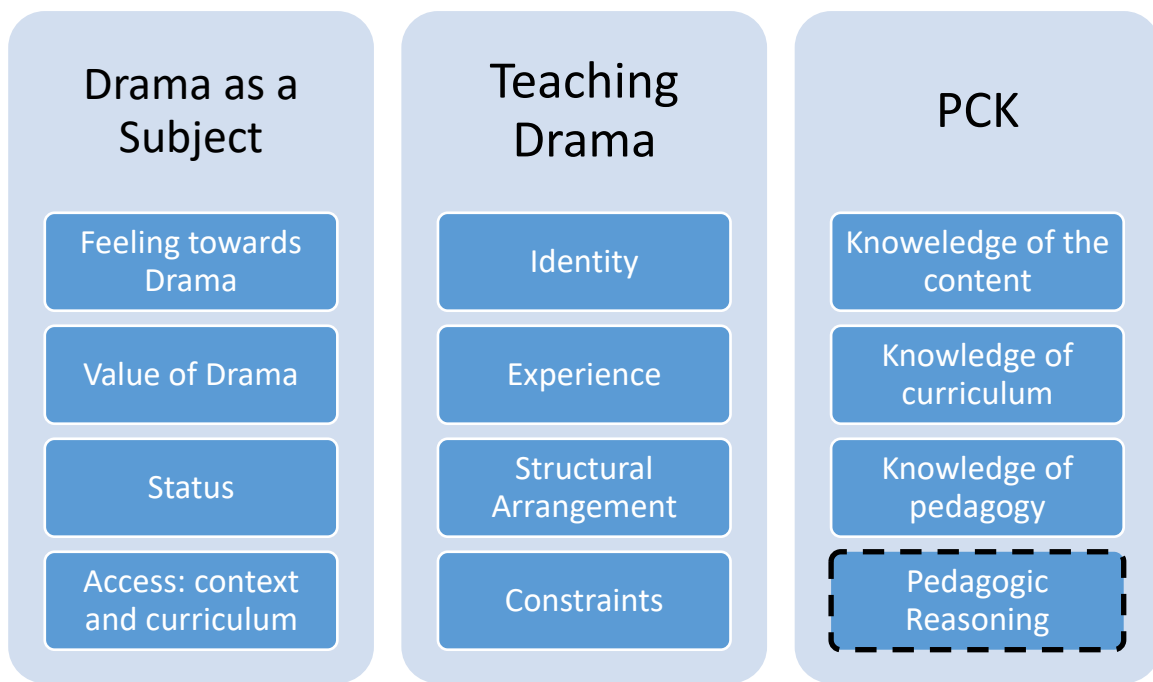 Drama as a
Subject
Feeling towards
Drama
Value of Drama
Status
Access: context
and curriculum
Teaching
Drama
Identity
Experience
Structural
Arrangement
Constraints
PCK
Knoweledge of the
content
Knowledge of
curriculum
Knowledge of
pedagogy
Pedagogic
Reasoning